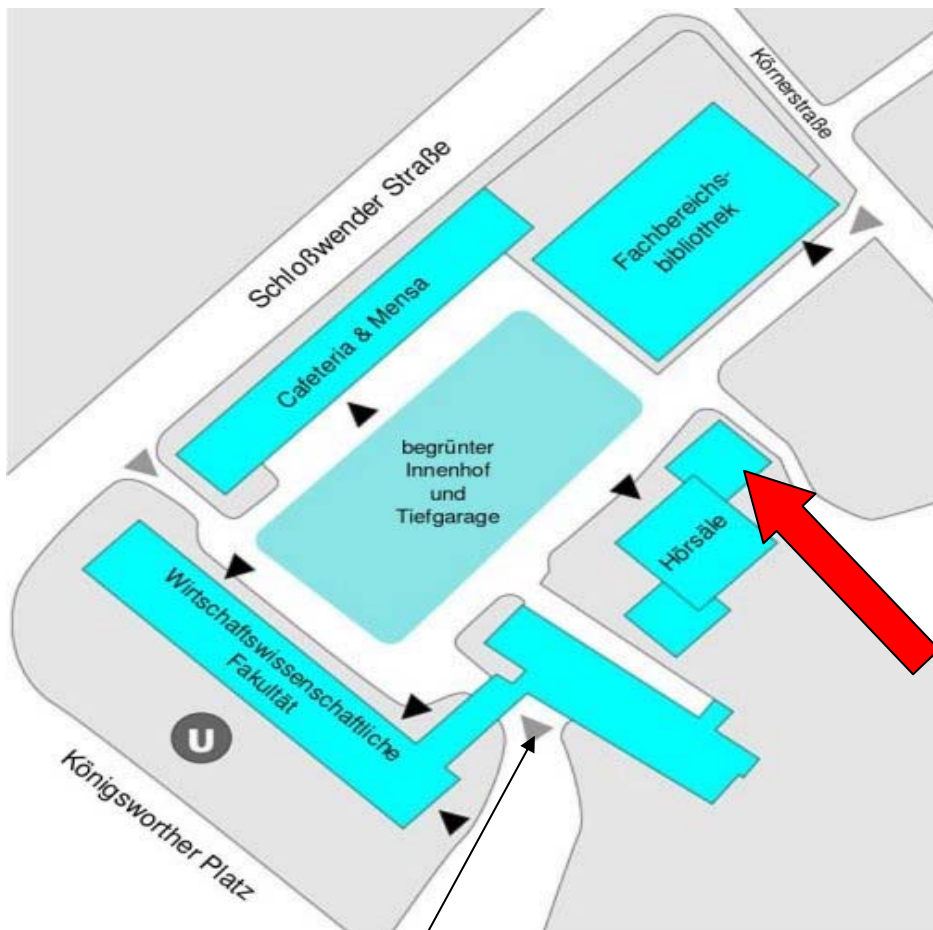 Körnerstraße
Schloßwender Straße
Fachbereichs-
bibliothek
Cafeteria & Mensa
begrünter
Innenhof
und
Tiefgarage
Hörsäle
Wirtschaftswissenschaftliche
Fakultät
U
Königsworther Platz